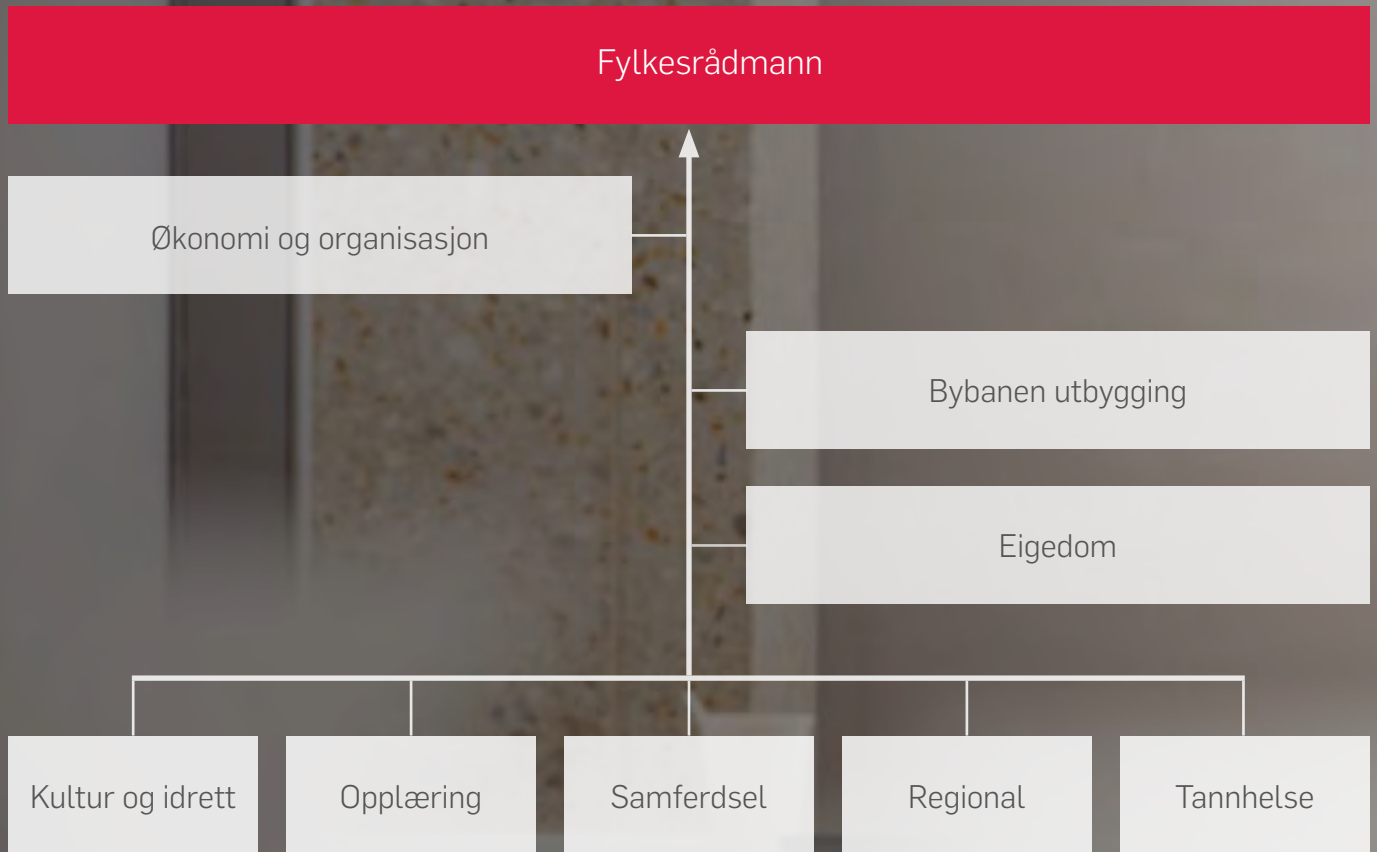 Fylkesrådmann
Økonomi og organisasjon
Bybanen utbygging
Eigedom
Kultur og idrett
Opplæring
Samferdsel
Regional
Tannhelse